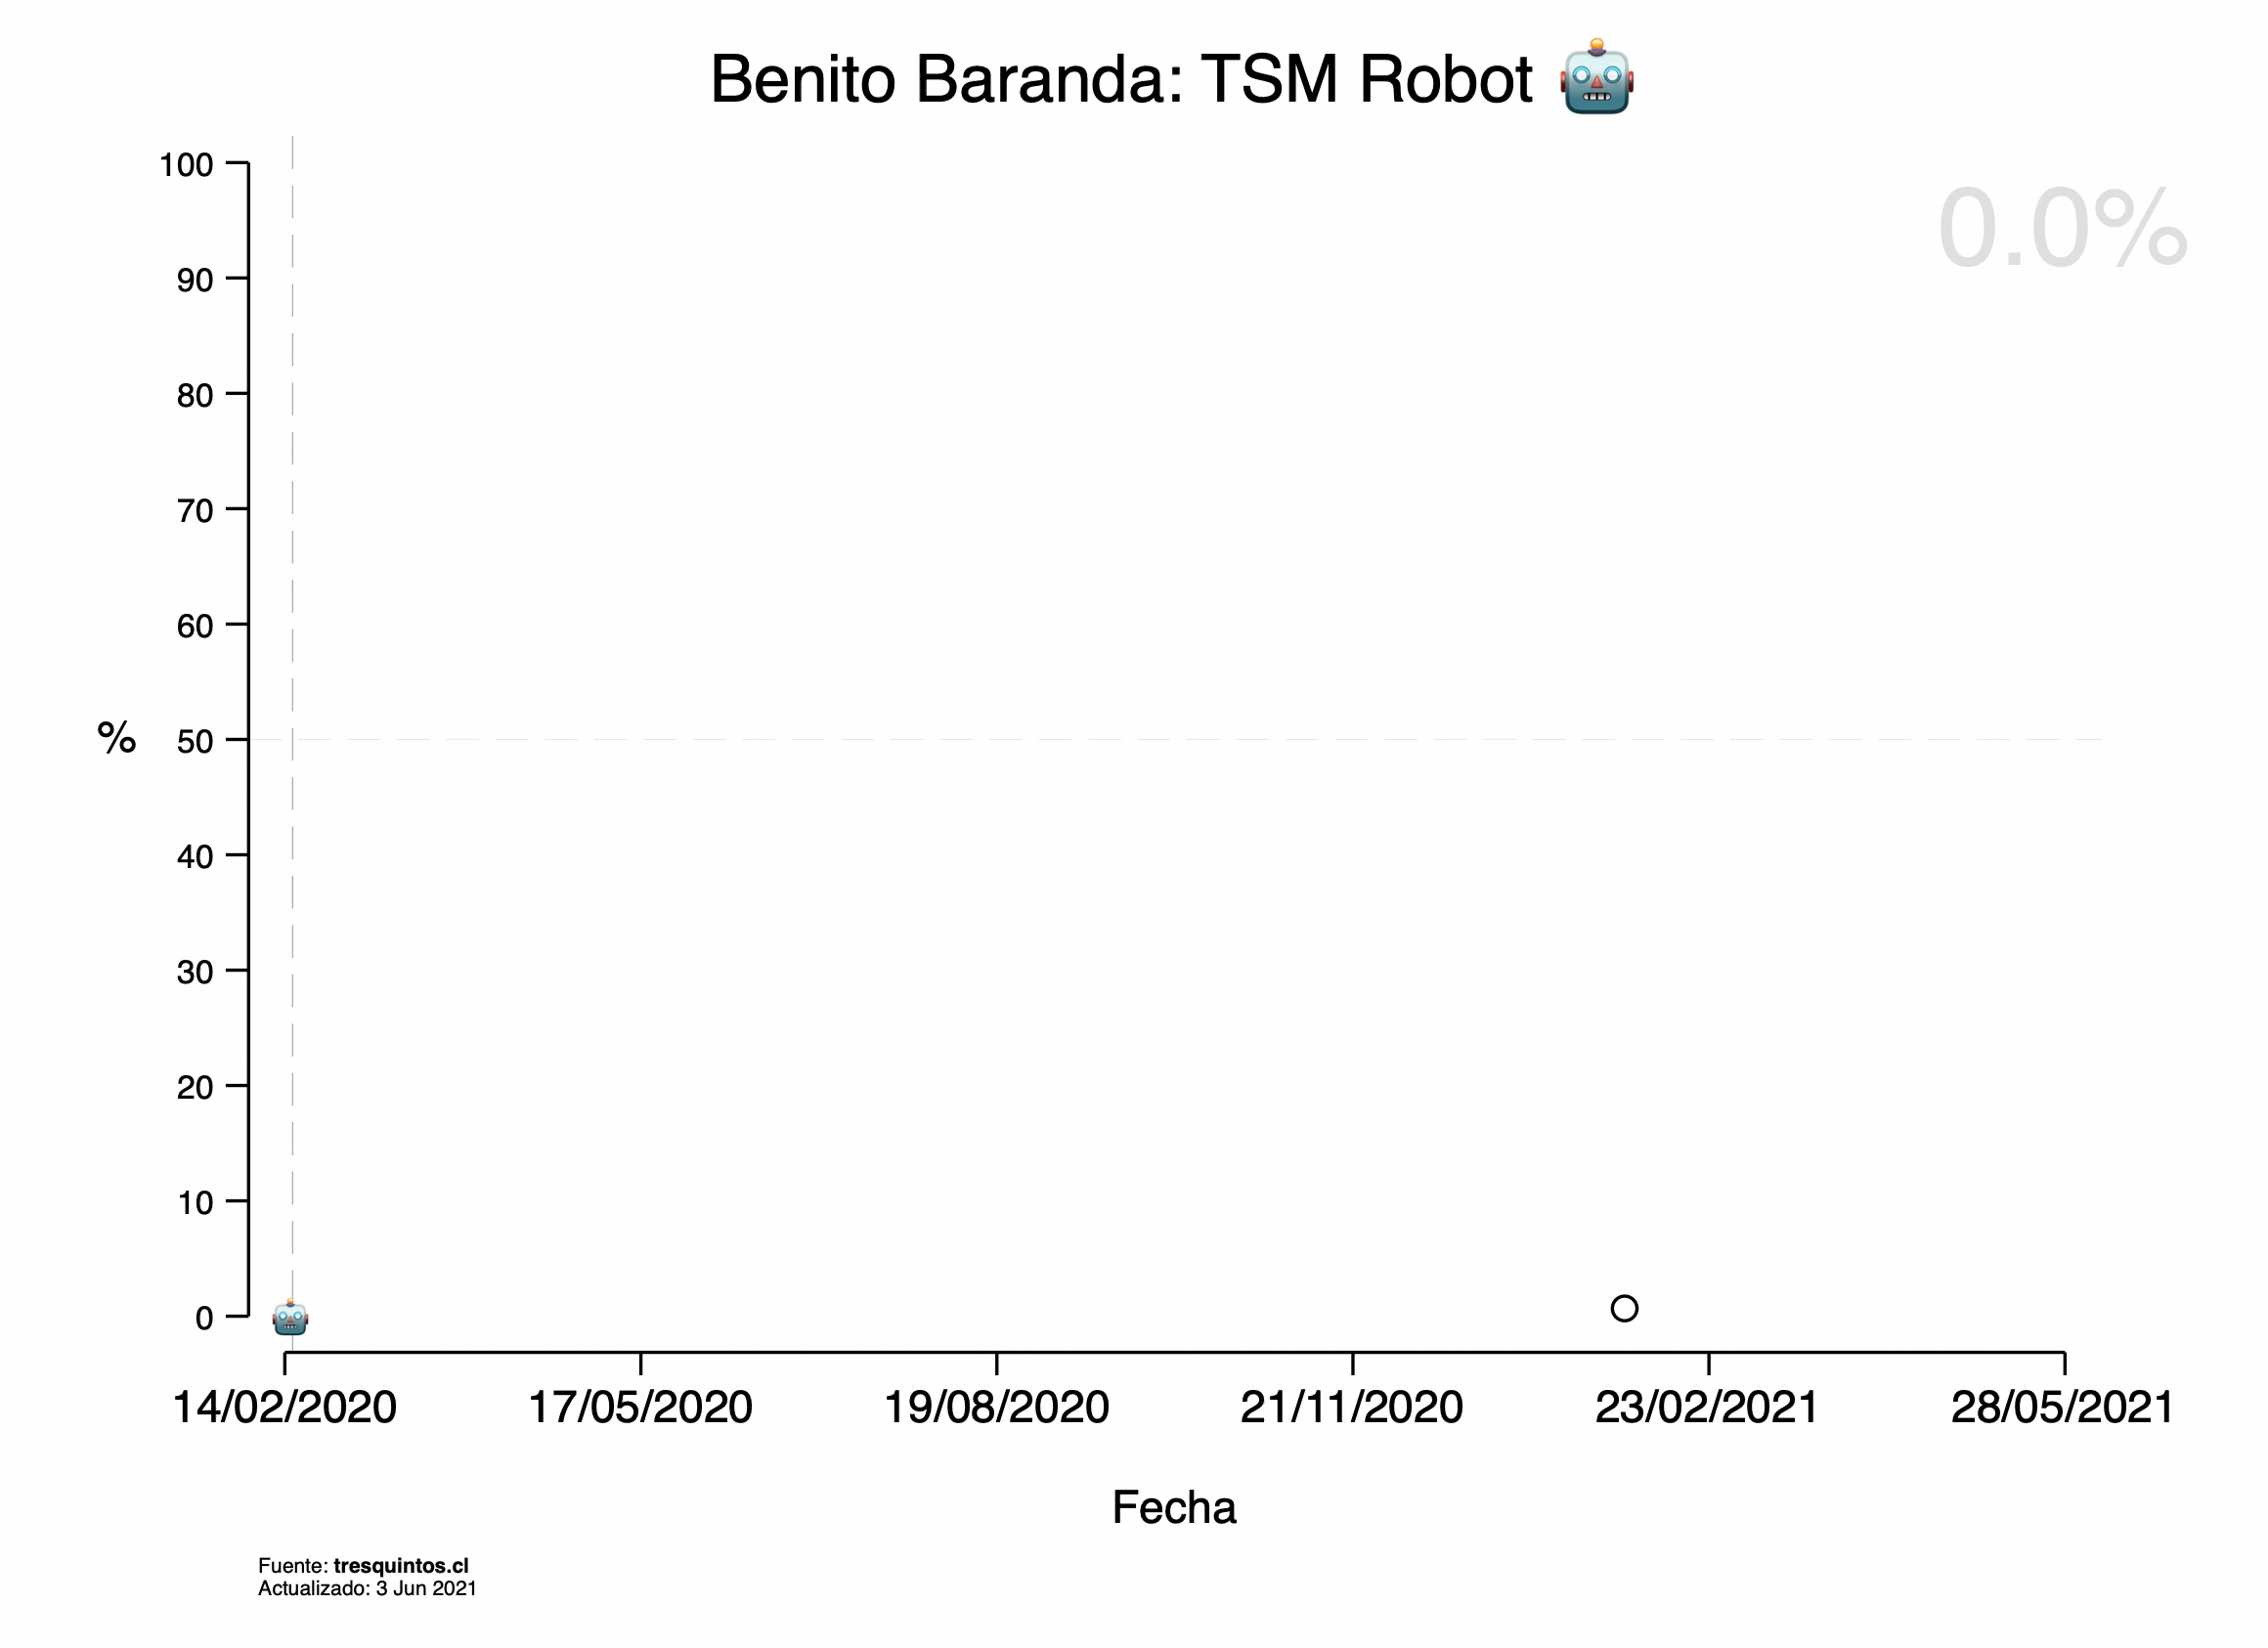 Benito Baranda: TSM Robot 🤖
0.0%
100
90
80
70
60
% 50
40
30
20
10
0
14/02/2020 17/05/2020 19/08/2020 21/11/2020 23/02/2021 28/05/2021
Fecha
Fuente: tresquintos.cl
Actualizado: 3 Jun 2021